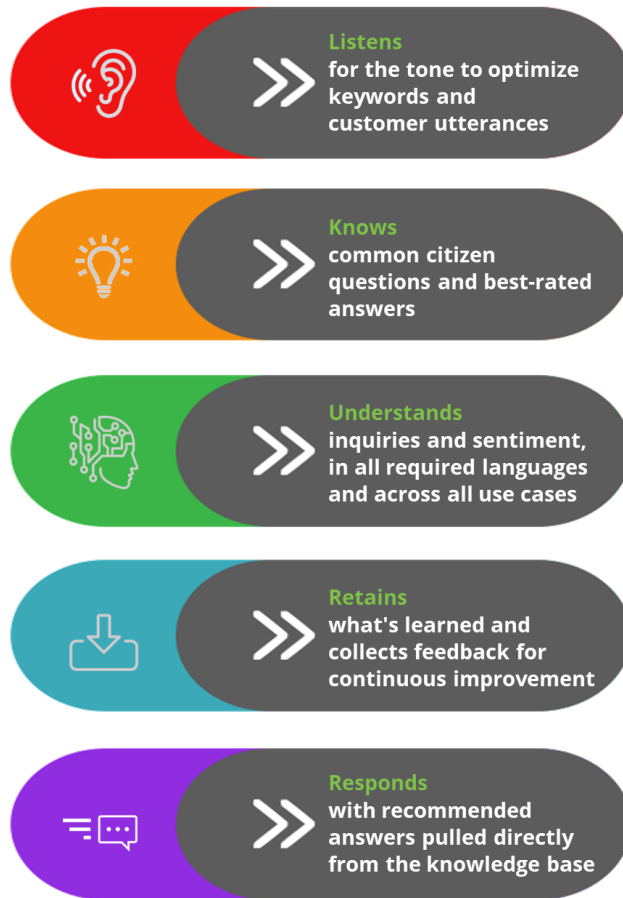 Listens
for the tone to optimize
keywords and
customer utterances
Knows
common citizen
questions and best-rated
answers
Understands
inquiries and sentiment,
in all required languages
and across all use cases
Retains
what's learned and
collects feedback for
continuous improvement
Responds
with recommended
answers pulled directly
from the knowledge base